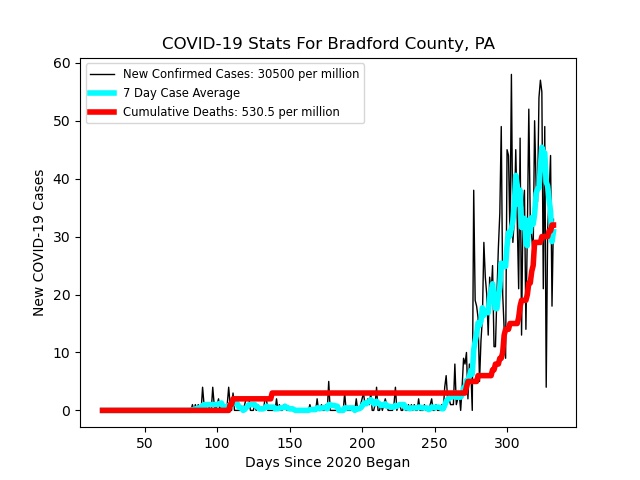 COVID-19 Stats For Bradford County, PA
New Confirmed Cases: 30500 per million
7 Day Case Average
Cumulative Deaths: 530.5 per million
New COVID-19 Cases
60
50
40
30
20
10
0
50 100 150 200 250 300
Days Since 2020 Began